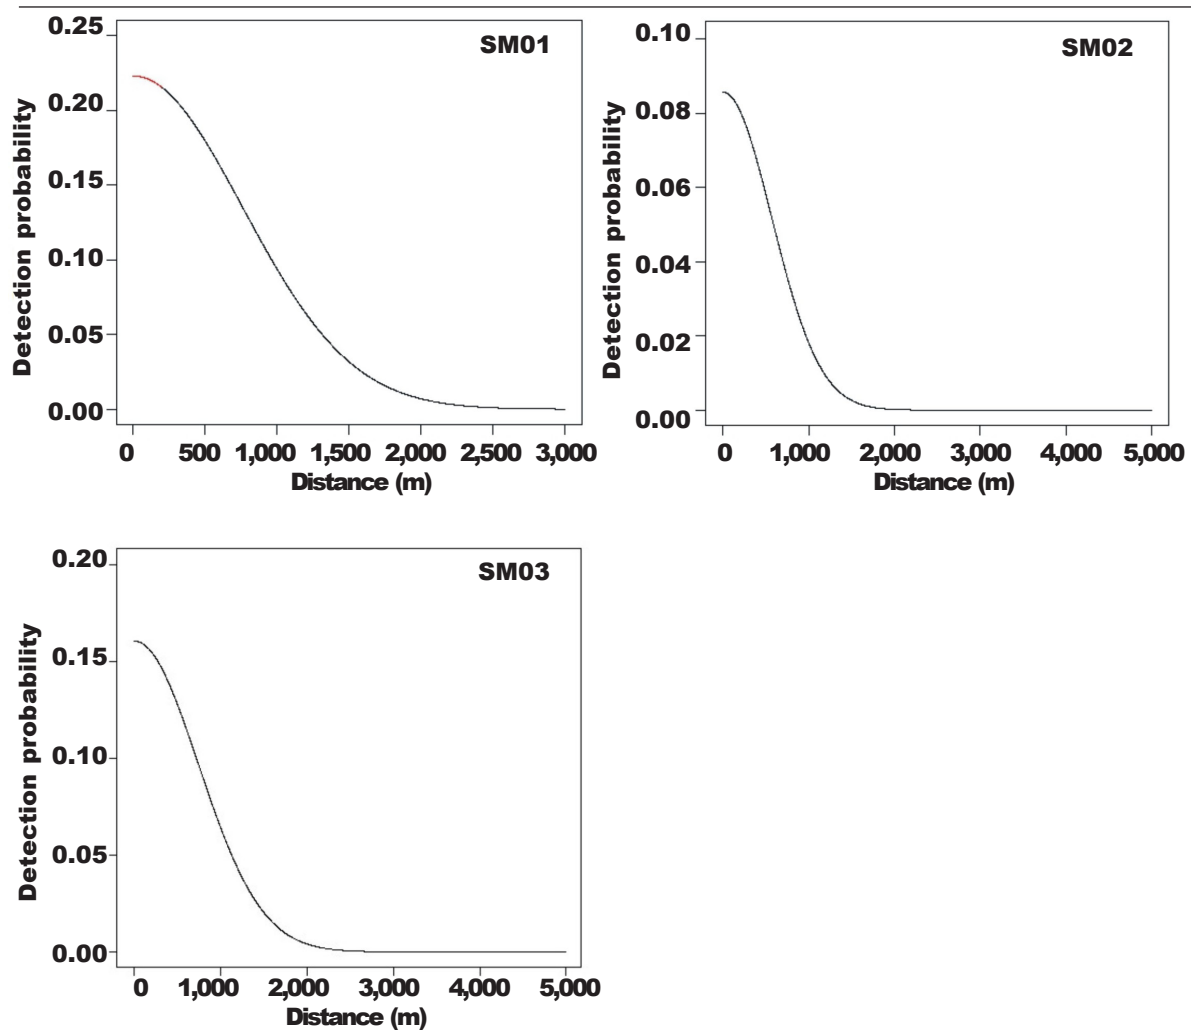 SM01
Detection probability
0.25
0.20
0.15
0.10
0.05
0.00
0 500 1,000 1,500 2,000 2,500 3,000
Distance (m)
SM02
Detection probability
0.10
0.08
0.06
0.04
0.02
0.00
0 1,000 2,000 3,000 4,000 5,000
Distance (m)
SM03
Detection probability
0.20
0.15
0.10
0.05
0.00
0 1,000 2,000 3,000 4,000 5,000
Distance (m)